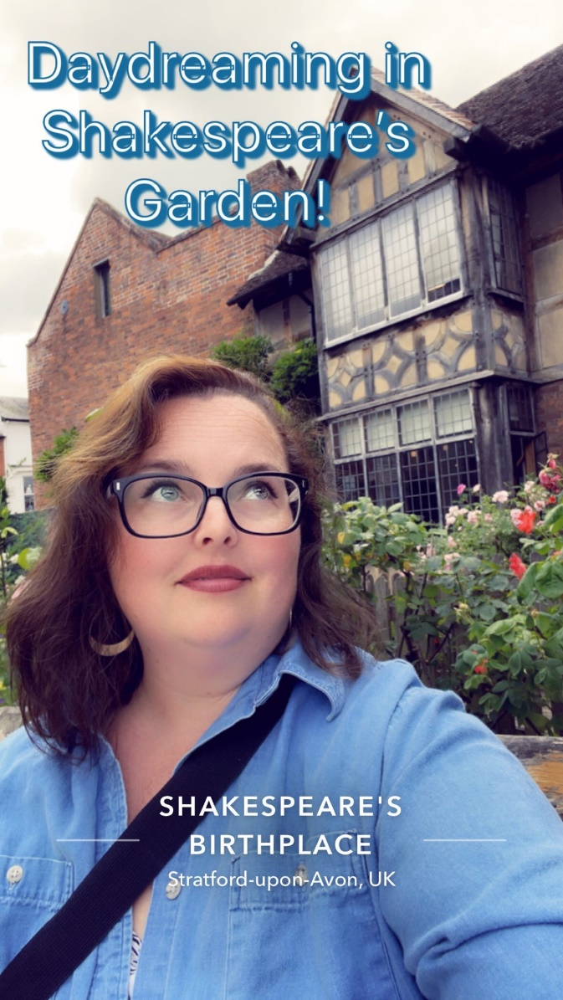 Daydreaming in
Shakespeare's
Garden!
SHAKESPEARE'S
BIRTHPLACE
Stratford-upon-Avon, UK